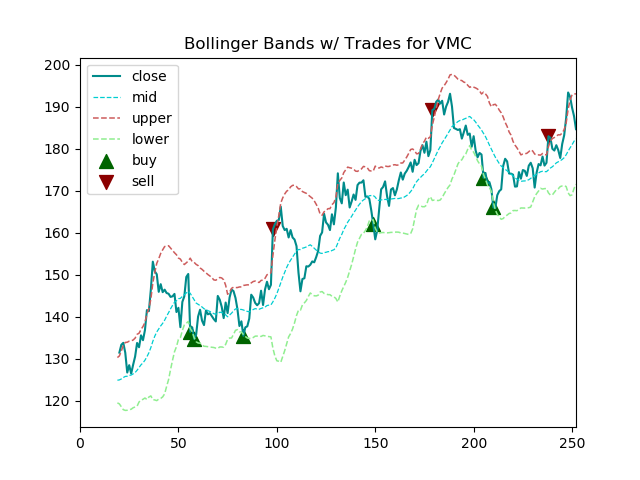 Bollinger Bands w/ Trades for VMC
close
mid
upper
lower
buy
sell
200
190
180
170
160
150
140
130
120
0 50 100 150 200 250